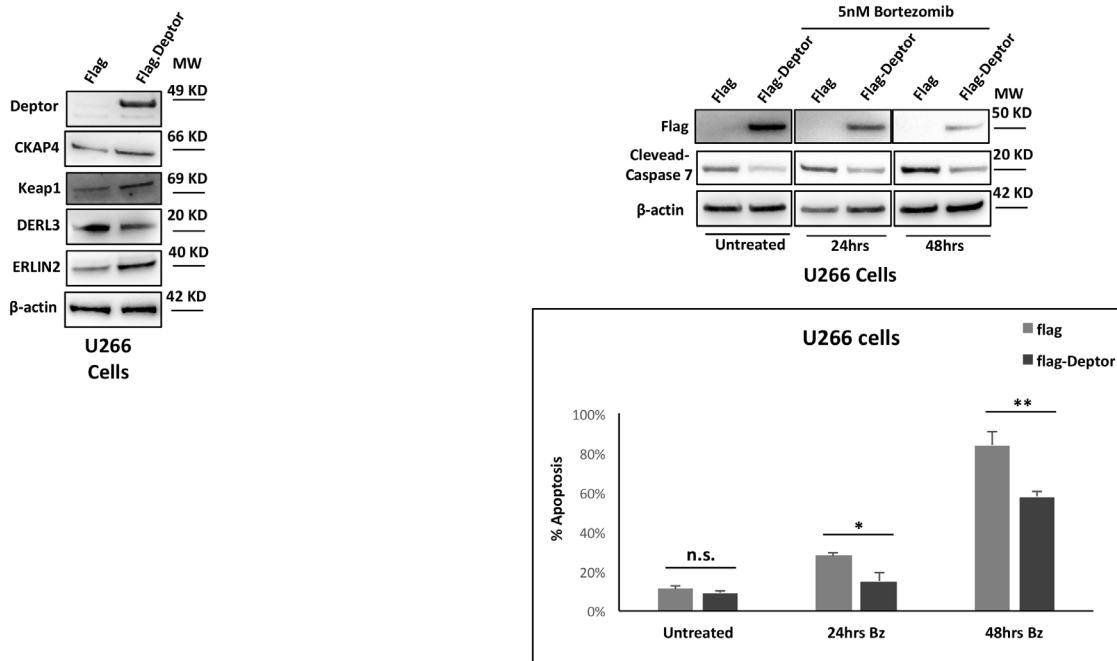 Flag
Flag.Deptor
MW
Deptor
49 KD
CKAP4
66 KD
Keap1
69 KD
DERL3
20 KD
ERLIN2
40 KD
β-actin
42 KD
U266
Cells
5nM Bortezomib
Flag
Flag-Deptor
Flag
Flag-Deptor
Flag
Flag-Deptor
MW
Flag
50 KD
Clevead-
Caspase 7
20 KD
β-actin
42 KD
Untreated
24hrs
48hrs
U266 Cells
U266 cells
flag
flag-Deptor
% Apoptosis
100%
80%
60%
40%
20%
0%
n.s.
*
**
Untreated
24hrs Bz
48hrs Bz